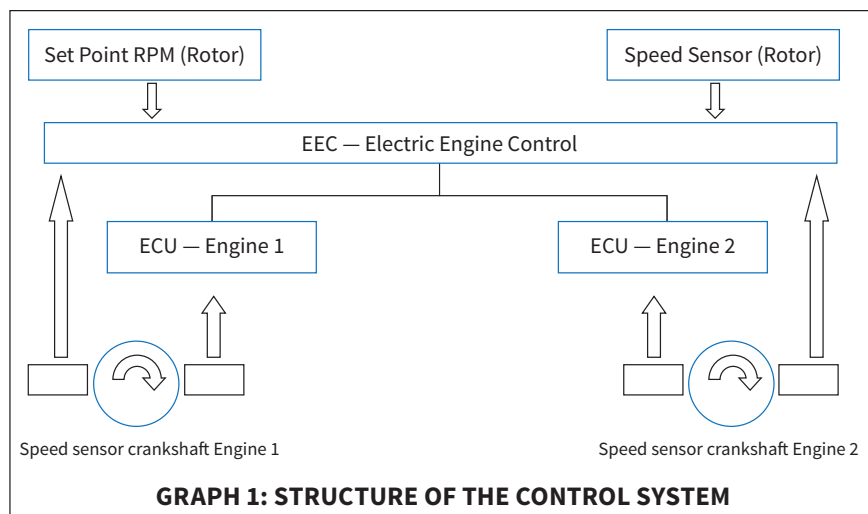 Set Point RPM (Rotor)
Speed Sensor (Rotor)
EEC — Electric Engine Control
ECU — Engine 1
ECU — Engine 2
Speed sensor crankshaft Engine 1
Speed sensor crankshaft Engine 2
GRAPH 1: STRUCTURE OF THE CONTROL SYSTEM